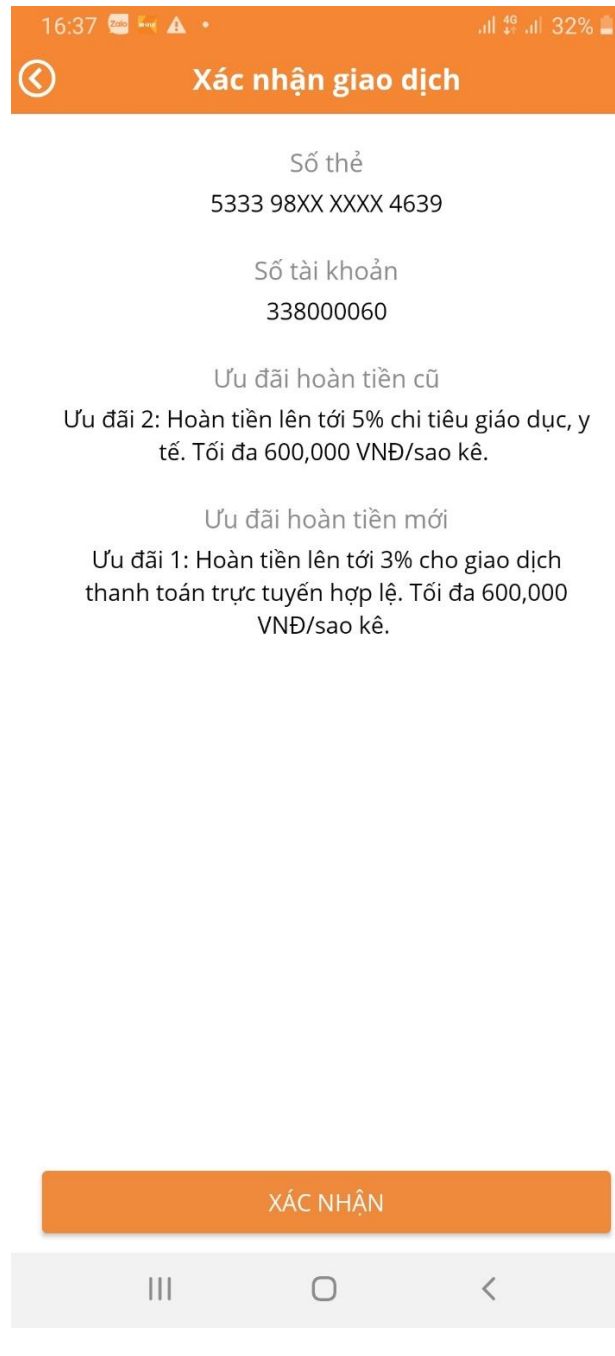 16:37 Zalo
4G 32%
Xác nhận giao dịch
Số thẻ
5333 98XX XXXX 4639
Số tài khoản
338000060
Ưu đãi hoàn tiền cũ
Ưu đãi 2: Hoàn tiền lên tới 5% chi tiêu giáo dục, y
tế. Tối đa 600,000 VNĐ/sao kê.
Ưu đãi hoàn tiền mới
Ưu đãi 1: Hoàn tiền lên tới 3% cho giao dịch
thanh toán trực tuyến hợp lệ. Tối đa 600,000
VNĐ/sao kê.
XÁC NHẬN